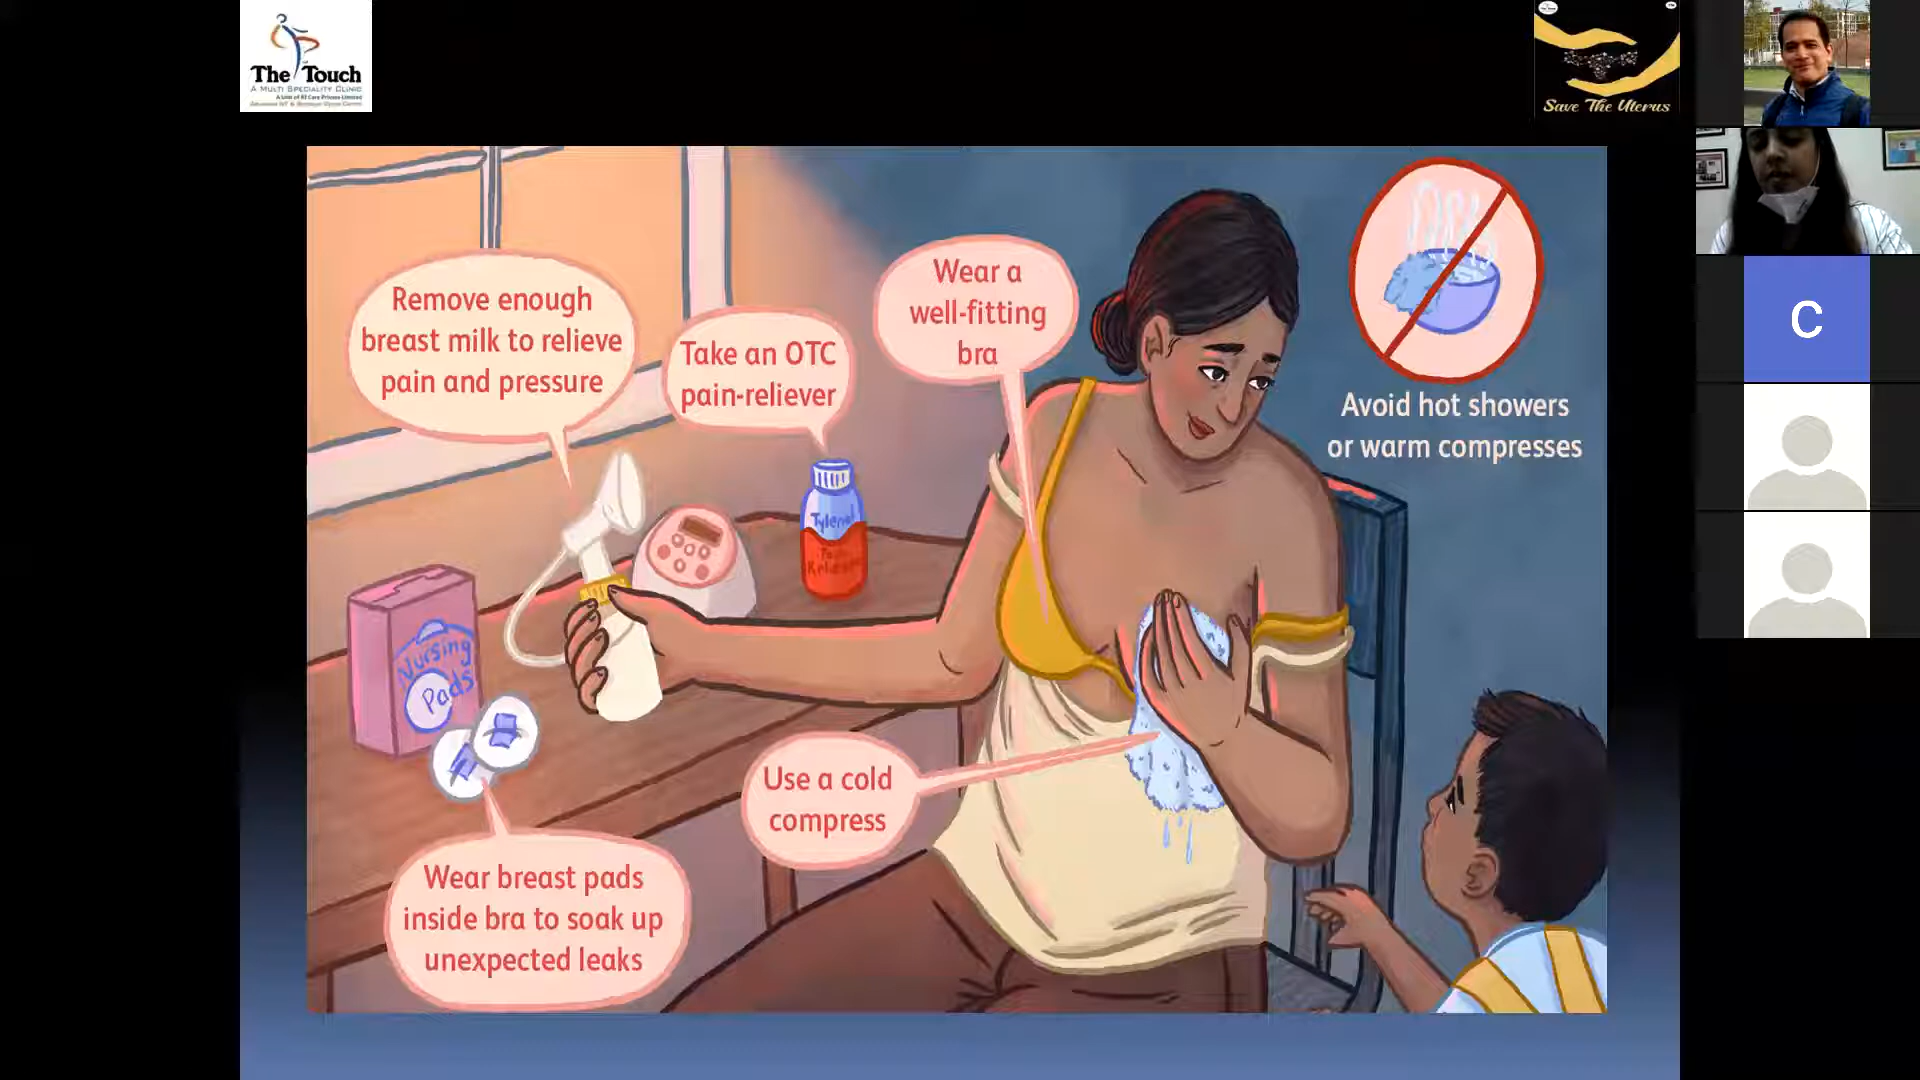 The Touch
A MULTI SPECIALITY CLINIC
Save The Uterus
Remove enough
breast milk to relieve
pain and pressure
Take an OTC
pain-reliever
Wear a
well-fitting
bra
Avoid hot showers
or warm compresses
Tylenol
Nursing
Pads
Use a cold
compress
Wear breast pads
inside bra to soak up
unexpected leaks
C